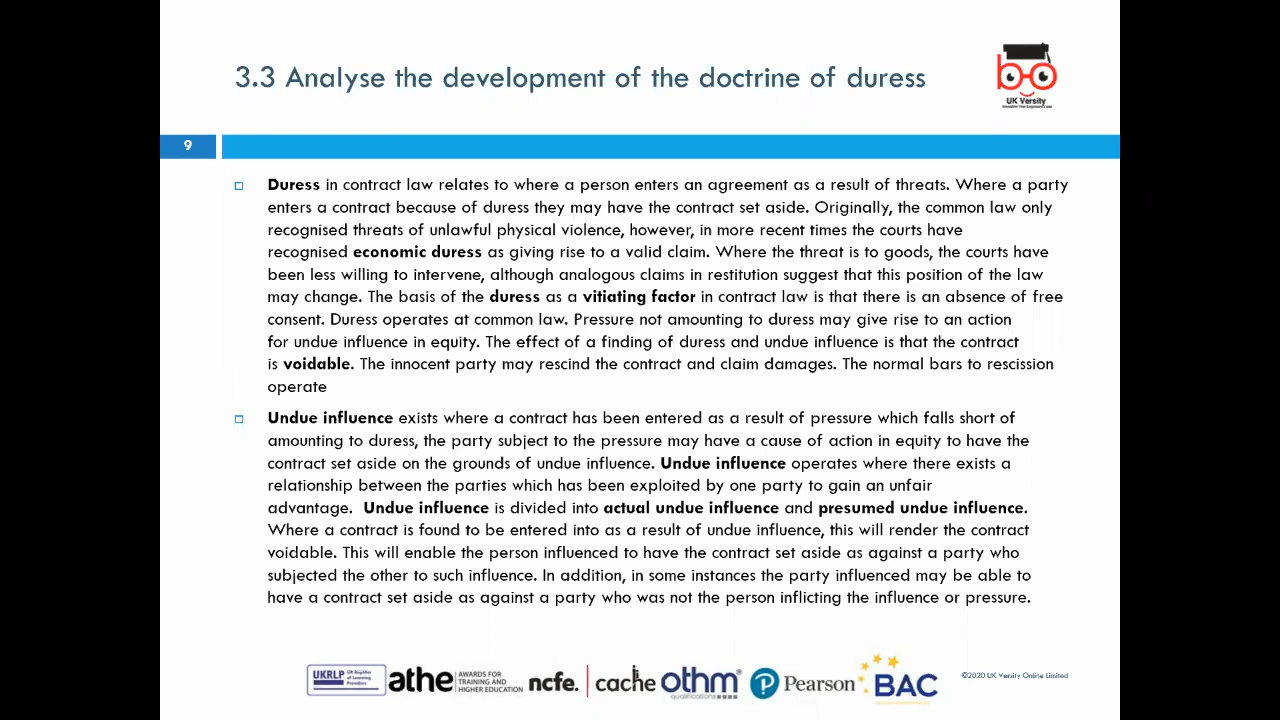 3.3 Analyse the development of the doctrine of duress
UK Versity
9
Duress in contract law relates to where a person enters an agreement as a result of threats. Where a party
enters a contract because of duress they may have the contract set aside. Originally, the common law only
recognised threats of unlawful physical violence, however, in more recent times the courts have
recognised economic duress as giving rise to a valid claim. Where the threat is to goods, the courts have
been less willing to intervene, although analogous claims in restitution suggest that this position of the law
may change. The basis of the duress as a vitiating factor in contract law is that there is an absence of free
consent. Duress operates at common law. Pressure not amounting to duress may give rise to an action
for undue influence in equity. The effect of a finding of duress and undue influence is that the contract
is voidable. The innocent party may rescind the contract and claim damages. The normal bars to rescission
operate
Undue influence exists where a contract has been entered as a result of pressure which falls short of
amounting to duress, the party subject to the pressure may have a cause of action in equity to have the
contract set aside on the grounds of undue influence. Undue influence operates where there exists a
relationship between the parties which has been exploited by one party to gain an unfair
advantage. Undue influence is divided into actual undue influence and presumed undue influence.
Where a contract is found to be entered into as a result of undue influence, this will render the contract
voidable. This will enable the person influenced to have the contract set aside as against a party who
subjected the other to such influence. In addition, in some instances the party influenced may be able to
have a contract set aside as against a party who was not the person inflicting the influence or pressure.
UKRLP UK Register of Learning Providers
athe AWARDS FOR TRAINING AND HIGHER EDUCATION
ncfe. cache
othm qualifications
Pearson
BAC
©2020 UK Versity Online Limited